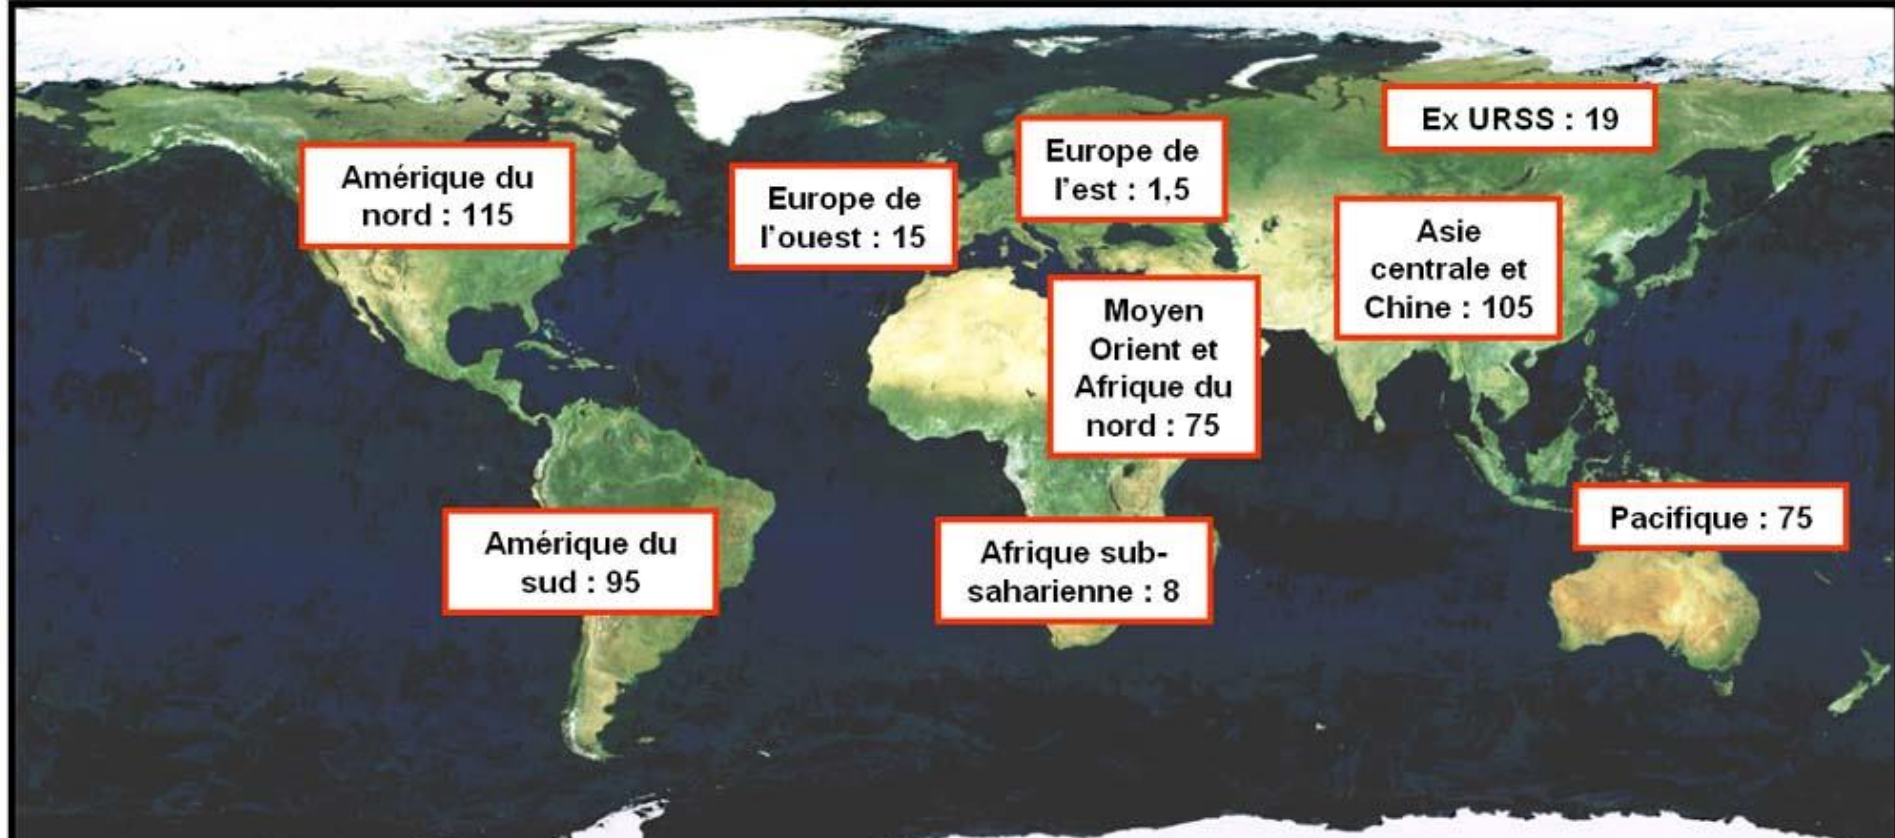 Ex URSS : 19
Europe de
l'est : 1,5
Amérique du
nord : 115
Europe de
l'ouest : 15
Asie
centrale et
Chine : 105
Moyen
Orient et
Afrique du
nord : 75
Pacifique : 75
Amérique du
sud : 95
Afrique sub-
saharienne : 8